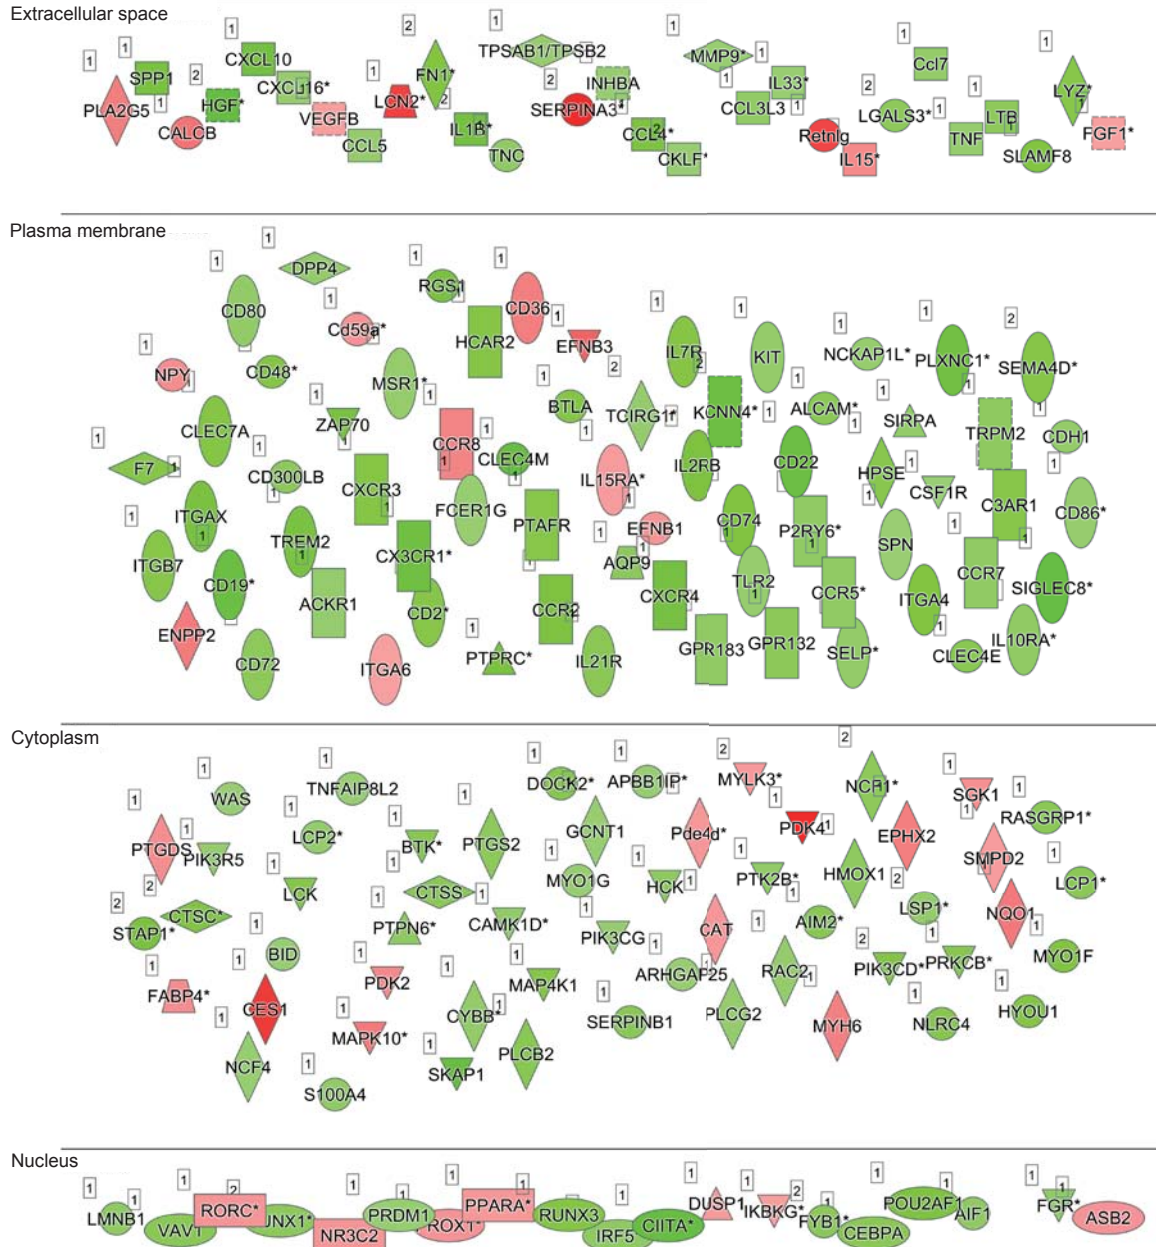 Extracellular space
SPP1
PLA2G5
CALCB
HGF*
CXCL10
CXCL16*
VEGFB
CCL5
LCN2*
FN1*
IL1B*
TNC
TPSAB1/TPSB2
SERPINA3*
INHBA
CCL4*
CKLF*
MMP9*
CCL3L3
IL33*
Retnlg
IL15*
LGALS3*
Ccl7
TNF
LTB
SLAMF8
LYZ*
FGF1*
Plasma membrane
DPP4
CD80
Cd59a*
NPY
CD48*
RGS1
HCAR2
CD36
EFNB3
MSR1*
IL7R
KIT
NCKAP1L*
PLXNC1*
SEMA4D*
CLEC7A
ZAP70
CCR8
BTLA
TCIRG1*
KCNN4*
ALCAM*
SIRPA
TRPM2
CDH1
F7
CD300LB
CXCR3
CLEC4M
FCER1G
IL15RA*
IL2RB
CD22
HPSE
CSF1R
C3AR1
CD86*
ITGAX
TREM2
CX3CR1*
PTAFR
EFNB1
CD74
P2RY6*
SPN
ITGB7
CD19*
ACKR1
CD2*
CCR2
AQP9
CXCR4
TLR2
CCR5*
ITGA4
CCR7
SIGLEC8*
ENPP2
CD72
ITGA6
PTPRC*
IL21R
GPR183
GPR132
SELP*
CLEC4E
IL10RA*
Cytoplasm
WAS
TNFAIP8L2
DOCK2*
APBB1IP*
MYLK3*
NCF1*
SGK1
RASGRP1*
PTGDS
PIK3R5
LCP2*
BTK*
PTGS2
GCNT1
Pde4d*
PDK4
EPHX2
SMPD2
LCK
CTSS
MYO1G
HCK
PTK2B*
HMOX1
LSP1*
NQO1
LCP1*
STAP1*
CTSC*
BID
PTPN6*
CAMK1D*
PIK3CG
CAT
AIM2*
MYO1F
FABP4*
CES1
PDK2
MAP4K1
ARHGAP25
RAC2
PIK3CD*
PRKCB*
MAPK10*
CYBB*
SERPINB1
PLCG2
MYH6
NLRC4
HYOU1
NCF4
S100A4
SKAP1
PLCB2
Nucleus
LMNB1
VAV1
RORC*
UNX1*
NR3C2
PRDM1
ROX1*
PPARA*
RUNX3
IRF5
CIITA*
DUSP1
IKBKG*
FYB1*
CEBPA
POU2AF1
AIF1
FGR*
ASB2